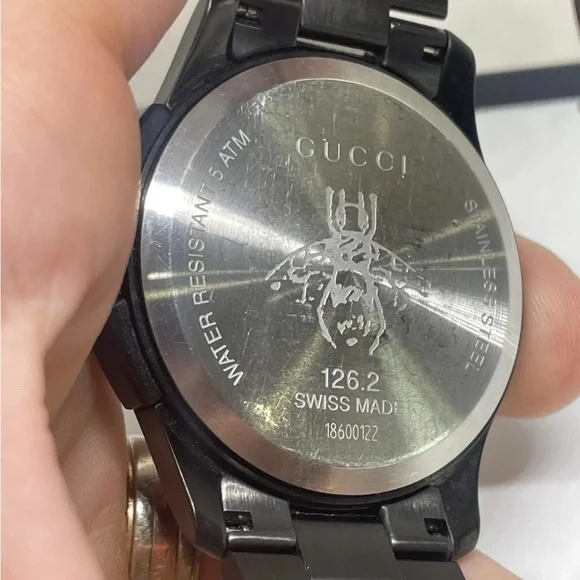 GUCCI
WATER RESISTANT 5 ATM
STAINLESS STEEL
126.2
SWISS MADE
18600122